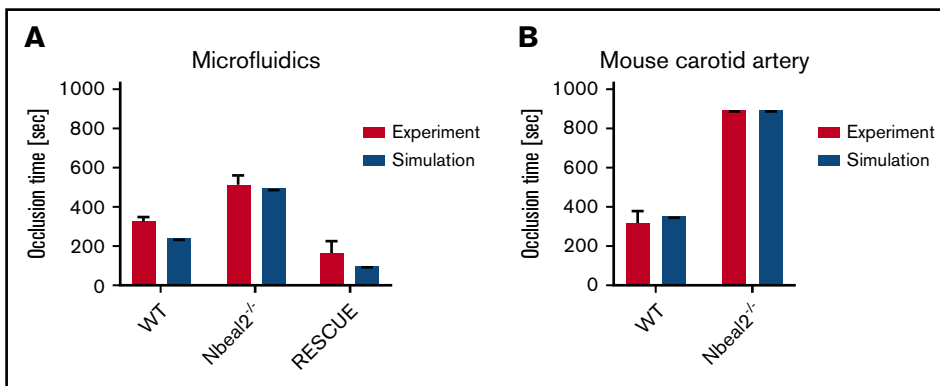 A
Microfluidics
Occlusion time [sec]
1000
800
600
400
200
0
WT
Nbeal2-/-
RESCUE
Experiment
Simulation
B
Mouse carotid artery
Occlusion time [sec]
1000
800
600
400
200
0
WT
Nbeal2-/-
Experiment
Simulation